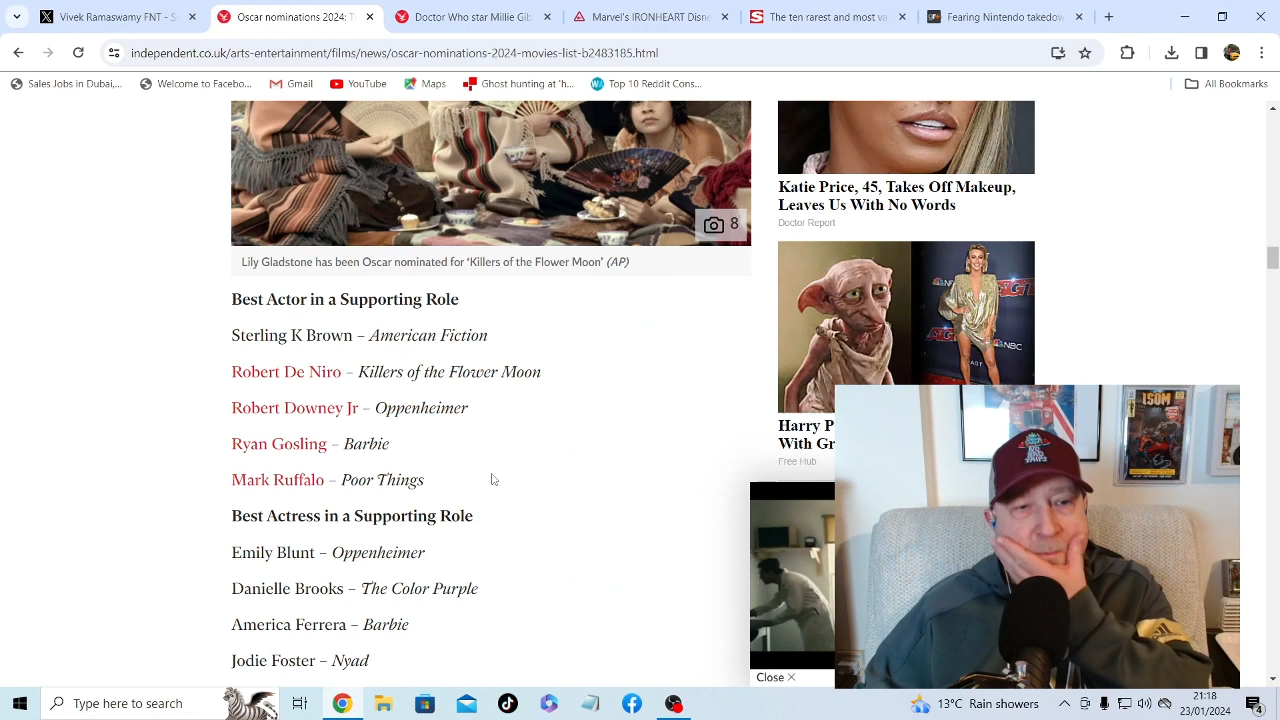 Vivek Ramaswamy FNT - S
Oscar nominations 2024: T
Doctor Who star Millie Gib
Marvel's IRONHEART Disne
The rarest and most va
Fearing Nintendo takedow
independent.co.uk/arts-entertainment/films/news/oscar-nominations-2024-movies-list-b2483185.html
Sales Jobs in Dubai,...
Welcome to Facebo...
Gmail
YouTube
Maps
Ghost hunting at 'h...
Top 10 Reddit Cons...
All Bookmarks
8
Lily Gladstone has been Oscar nominated for ‘Killers of the Flower Moon’ (AP)
Best Actor in a Supporting Role
Sterling K Brown – American Fiction
Robert De Niro – Killers of the Flower Moon
Robert Downey Jr – Oppenheimer
Ryan Gosling – Barbie
Mark Ruffalo – Poor Things
Best Actress in a Supporting Role
Emily Blunt – Oppenheimer
Danielle Brooks – The Color Purple
America Ferrera – Barbie
Jodie Foster – Nyad
Katie Price, 45, Takes Off Makeup,
Leaves Us With No Words
Doctor Report
NBC
AGT
NBC
Harry P
With Gr
Free Hub
ISOM
Close
Type here to search
13°C Rain showers
21:18
23/01/2024
4